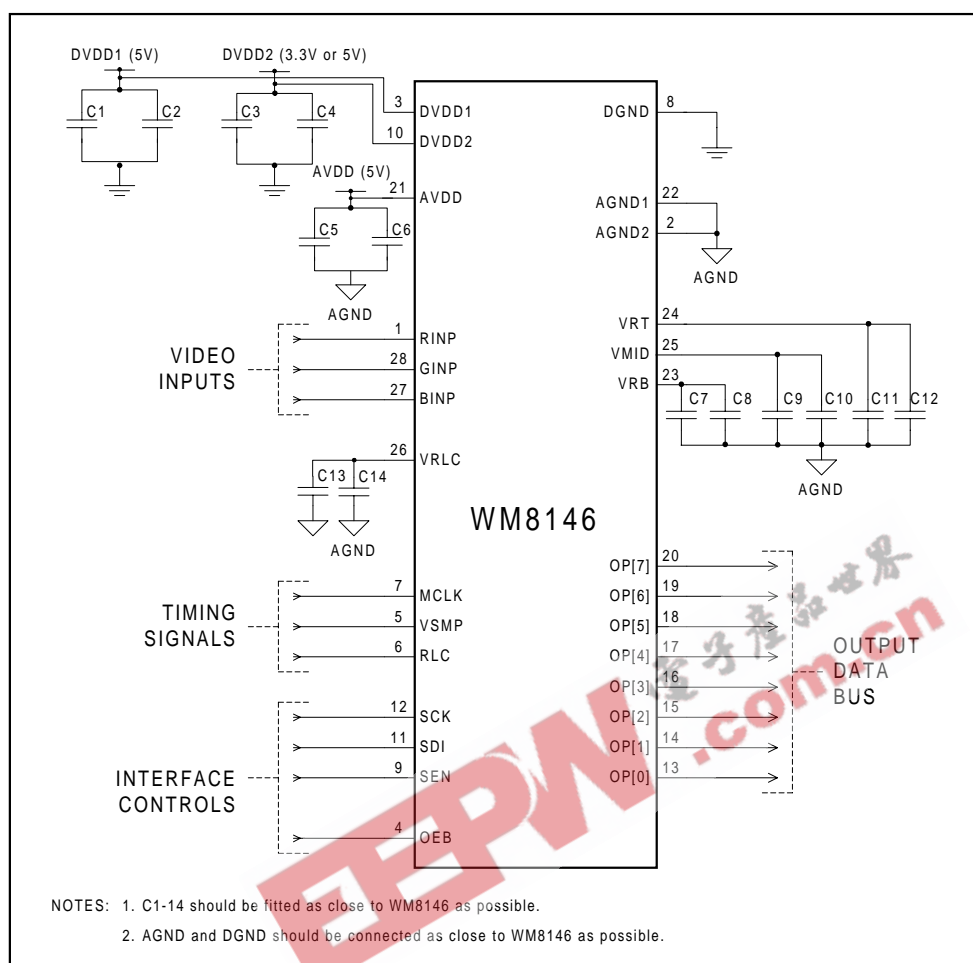 DVDD1 (5V)
DVDD2 (3.3V or 5V)
C1
C2
C3
C4
3
DVDD1
10
DVDD2
AVDD (5V)
21
AVDD
C5
C6
AGND
8
DGND
22
AGND1
2
AGND2
AGND
VIDEO
INPUTS
1
RINP
28
GINP
27
BINP
24
VRT
25
VMID
23
VRB
C7
C8
C9
C10
C11
C12
AGND
26
VRLC
C13
C14
AGND
WM8146
TIMING
SIGNALS
7
MCLK
5
VSMP
6
RLC
INTERFACE
CONTROLS
12
SCK
11
SDI
9
SEN
4
OEB
OP[7]
20
OP[6]
19
OP[5]
18
OP[4]
17
OP[3]
16
OP[2]
15
OP[1]
14
OP[0]
13
OUTPUT
DATA
BUS
電子產品世界
EEPW
.com.cn
NOTES: 1. C1-14 should be fitted as close to WM8146 as possible.
2. AGND and DGND should be connected as close to WM8146 as possible.